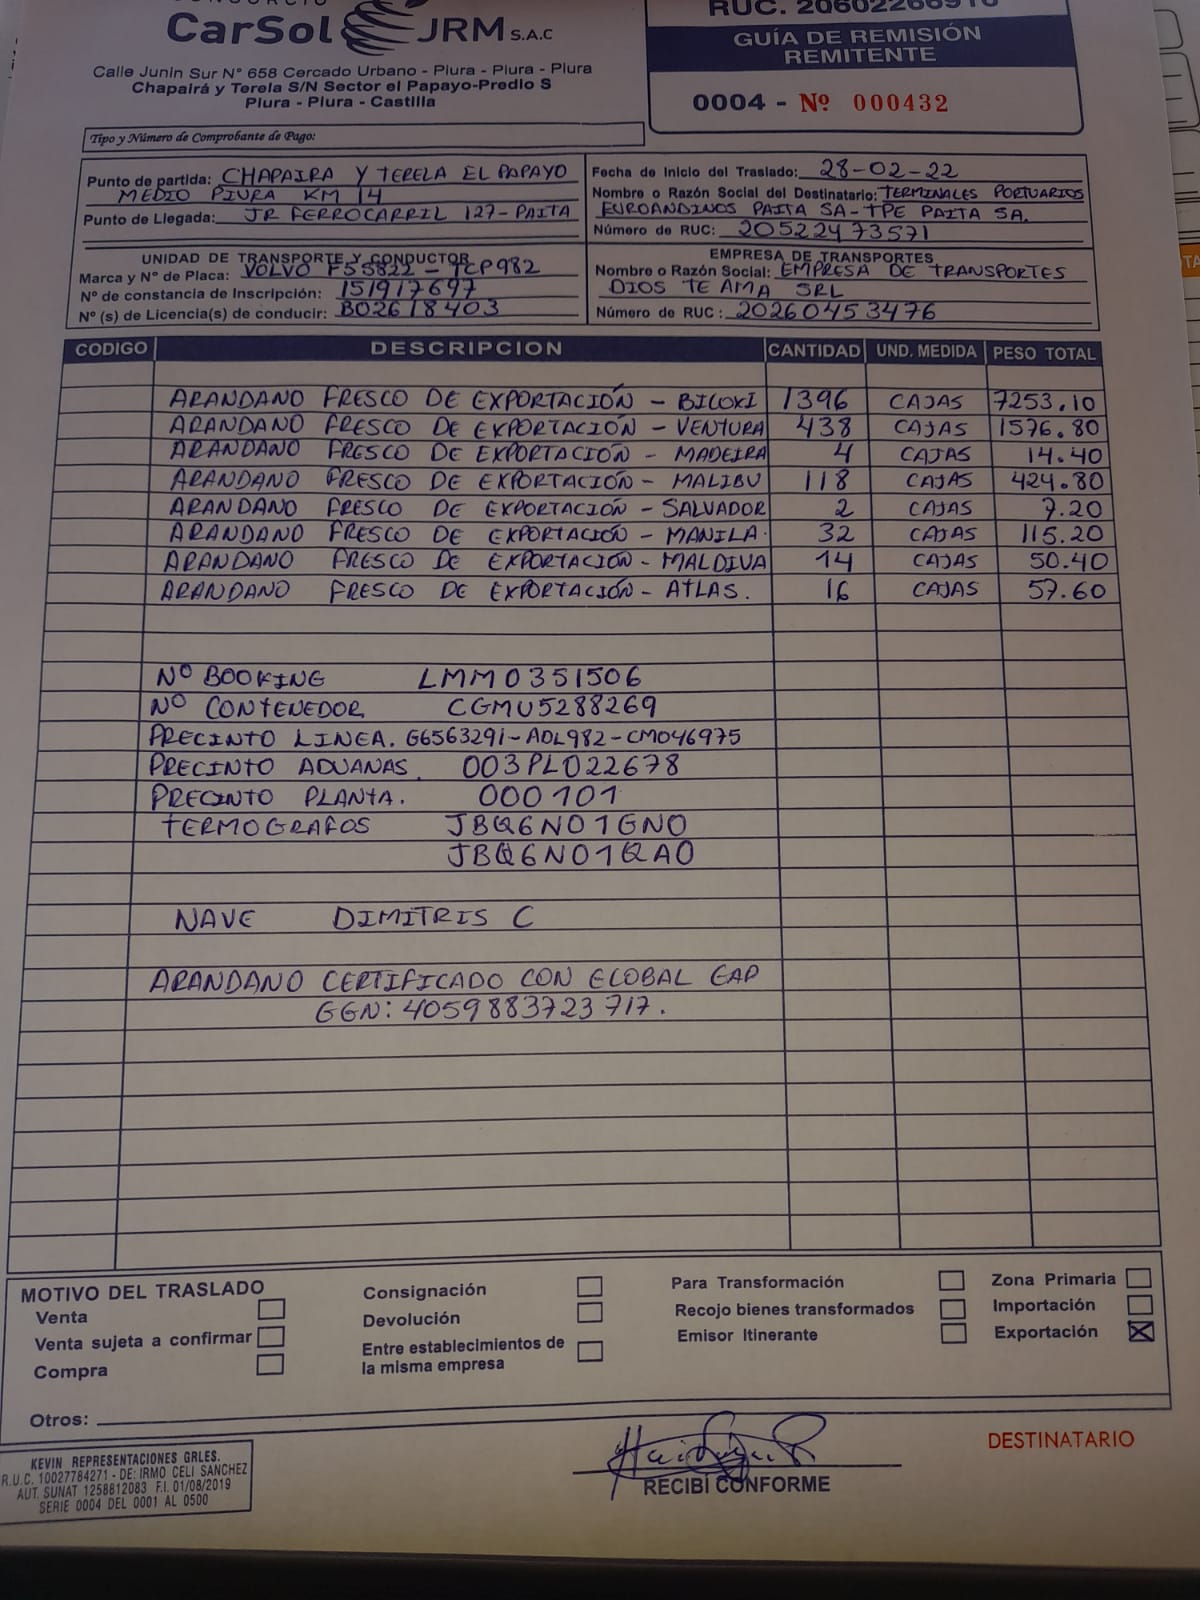 CarSol JRM S.A.C
Calle Junín Sur N° 658 Cercado Urbano - Piura - Piura - Piura
Chapairá y Terela S/N Sector el Papayo-Predio S
Piura - Piura - Castilla
GUÍA DE REMISIÓN
REMITENTE
0004 - Nº 000432
Tipo y Número de Comprobante de Pago:
Punto de partida: CHAPAIRA Y TERELA EL PAPAYO
MEDIO PIURA KM 14
Punto de Llegada: JR FERROCARRIL 127-PAITA
Fecha de Inicio del Traslado: 28-02-22
Nombre o Razón Social del Destinatario: TERMINALES PORTUARIOS
EUROANDINOS PAITA SA-TPE PAITA SA.
Número de RUC: 20522473571
UNIDAD DE TRANSPORTE Y CONDUCTOR
Marca y Nº de Placa: VOLVO F5S822 - TCP982
Nº de constancia de Inscripción: 151917697
Nº (s) de Licencia(s) de conducir: B02618403
EMPRESA DE TRANSPORTES
Nombre o Razón Social: EMPRESA DE TRANSPORTES
DIOS TE AMA SRL
Número de RUC : 20260453476
CODIGO DESCRIPCION CANTIDAD UND. MEDIDA PESO TOTAL
ARANDANO FRESCO DE EXPORTACIÓN - BILOXI 1396 CAJAS 7253.10
ARANDANO FRESCO DE EXPORTACIÓN - VENTURA 438 CAJAS 1576.80
ARANDANO FRESCO DE EXPORTACIÓN - MADEIRA 4 CAJAS 14.40
ARANDANO FRESCO DE EXPORTACIÓN - MALIBU 118 CAJAS 424.80
ARANDANO FRESCO DE EXPORTACIÓN - SALVADOR 2 CAJAS 7.20
ARANDANO FRESCO DE EXPORTACIÓN - MANILA. 32 CAJAS 115.20
ARANDANO FRESCO DE EXPORTACIÓN - MALDIVA 14 CAJAS 50.40
ARANDANO FRESCO DE EXPORTACIÓN - ATLAS. 16 CAJAS 57.60
Nº BOOKING LMM0351506
Nº CONTENEDOR CGMU5288269
PRECINTO LINEA. G6563291-ADL982-CM046975
PRECINTO ADUANAS. 003PL022678
PRECINTO PLANTA. 000101
TERMOGRAFOS JBQ6N01GN0
JBQ6N01QA0
NAVE DIMITRIS C
ARANDANO CERTIFICADO CON GLOBAL GAP
GGN: 4059883723717.
MOTIVO DEL TRASLADO
Venta
Venta sujeta a confirmar
Compra
Consignación
Devolución
Entre establecimientos de
la misma empresa
Para Transformación
Recojo bienes transformados
Emisor Itinerante
Zona Primaria
Importación
Exportación
Otros:
DESTINATARIO
RECIBÍ CONFORME
KEVIN REPRESENTACIONES GRLES.
R.U.C. 10027784271 - DE: IRMO CELI SANCHEZ
AUT. SUNAT 1258812083 F.I. 01/08/2019
SERIE 0004 DEL 0001 AL 0500